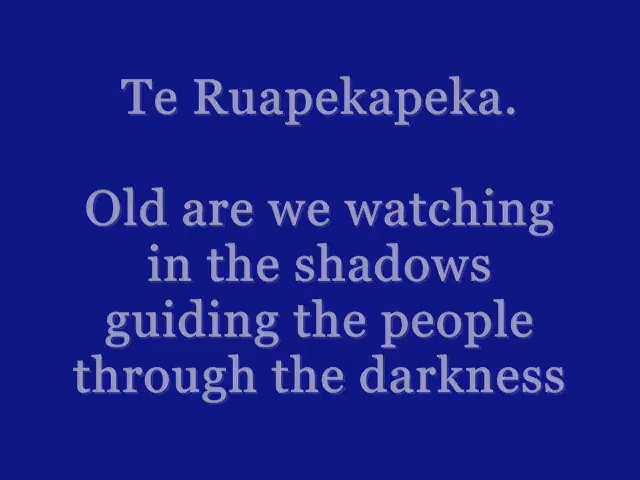 Te Ruapekapeka.
Old are we watching
in the shadows
guiding the people
through the darkness